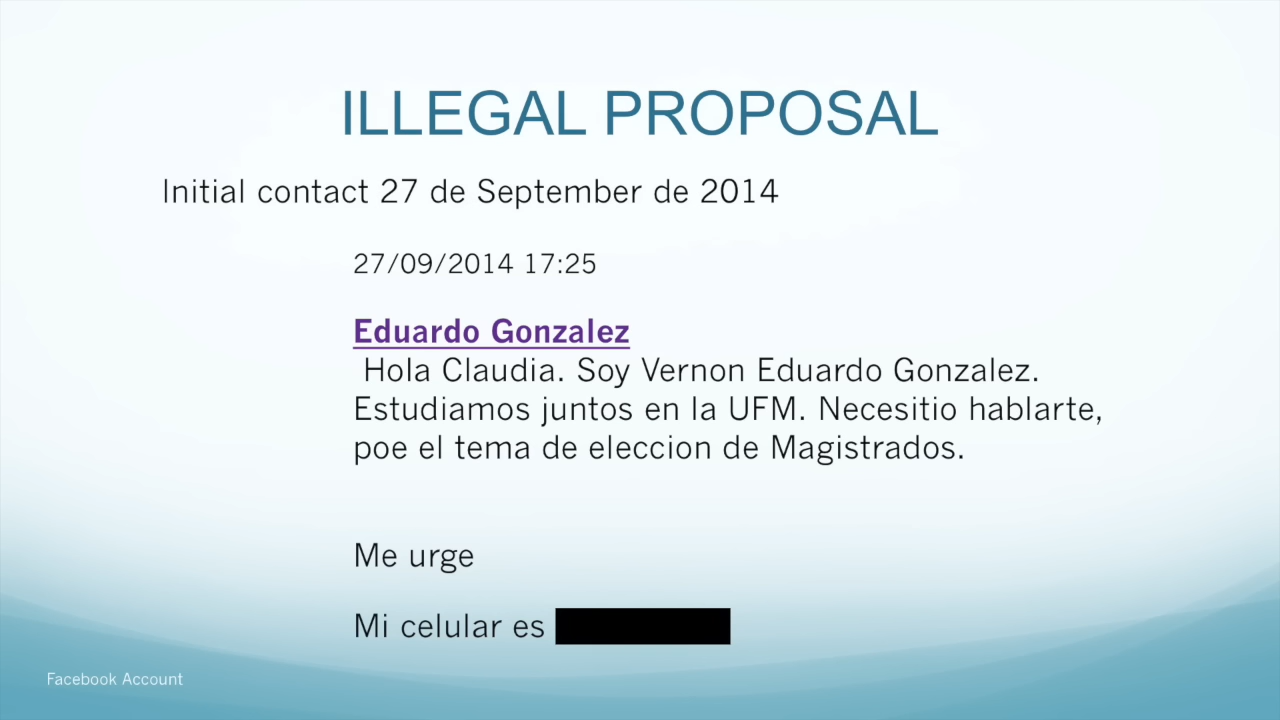 ILLEGAL PROPOSAL
Initial contact 27 de September de 2014
27/09/2014 17:25
Eduardo Gonzalez
Hola Claudia. Soy Vernon Eduardo Gonzalez.
Estudiamos juntos en la UFM. Necesitio hablarte,
poe el tema de eleccion de Magistrados.
Me urge
Mi celular es
Facebook Account